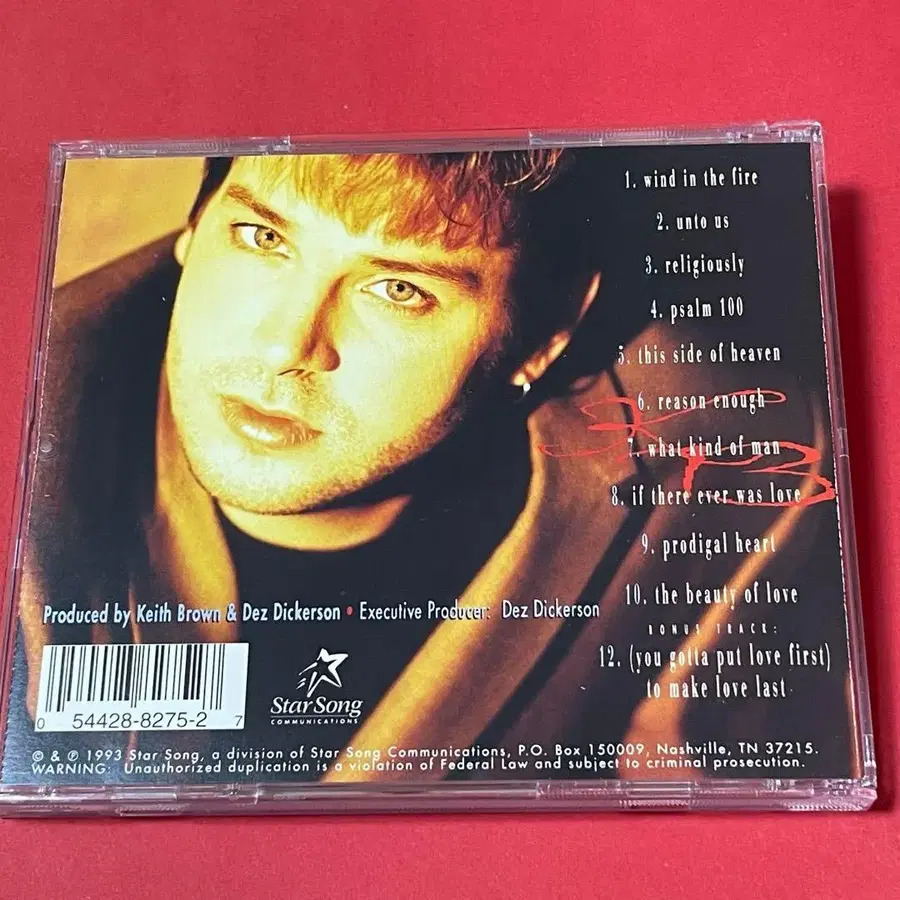 1. wind in the fire
2. unto us
3. religiously
4. psalm 100
5. this side of heaven
6. reason enough
7. what kind of man
8. if there ever was love
9. prodigal heart
10. the beauty of love
BONUS TRACK:
12. (you gotta put love first)
to make love last
KB
Produced by Keith Brown & Dez Dickerson • Executive Producer: Dez Dickerson
0 54428-8275-2 7
Star Song
COMMUNICATIONS
© & ℗ 1993 Star Song, a division of Star Song Communications, P.O. Box 150009, Nashville, TN 37215.
WARNING: Unauthorized duplication is a violation of Federal Law and subject to criminal prosecution.